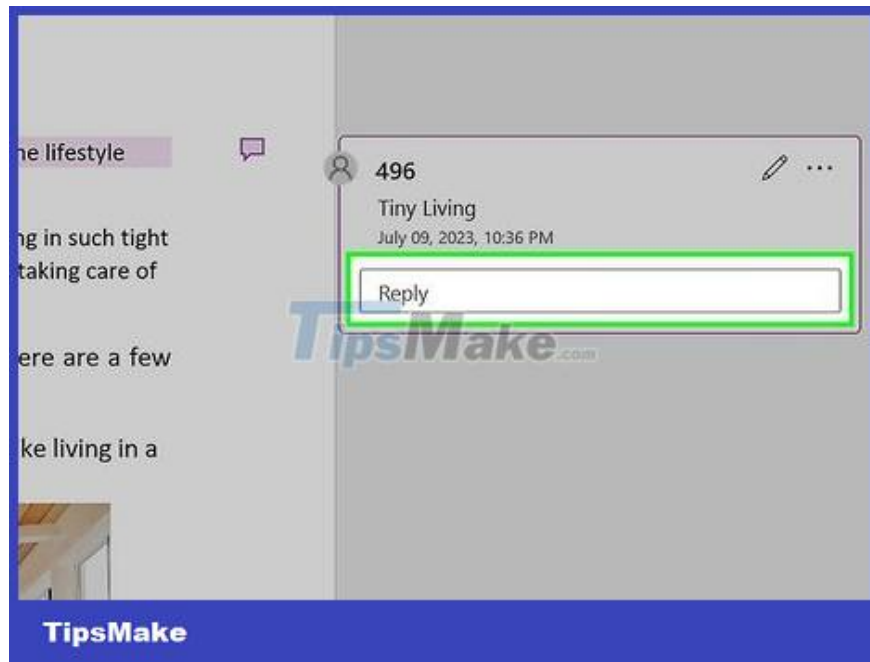 ne lifestyle
496
Tiny Living
ng in such tight
July 09, 2023, 10:36 PM
taking care of
Reply
TipsMake.com
ere are a few
ke living in a
TipsMake